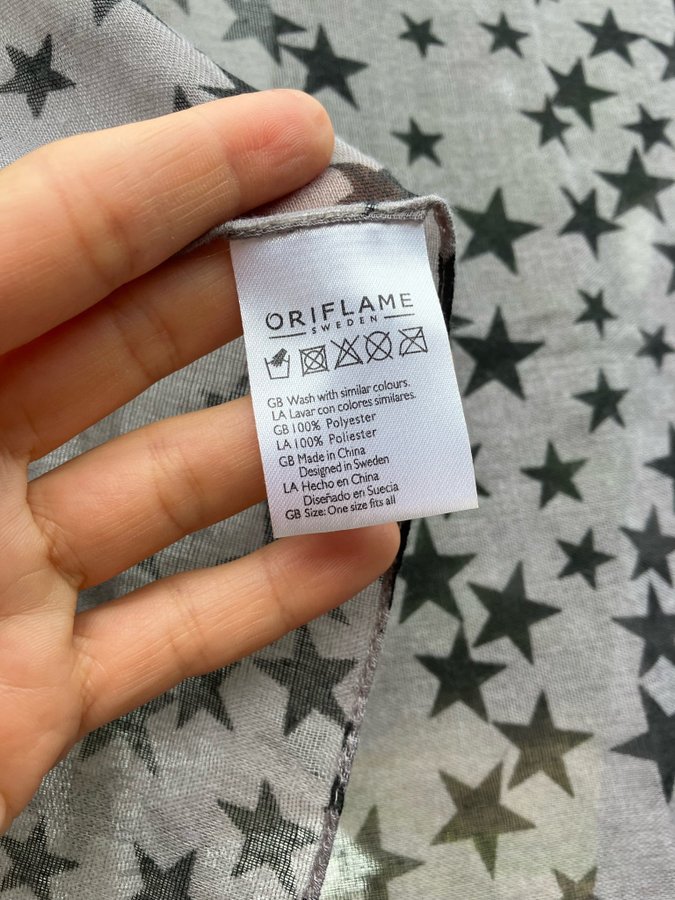 ORIFLAME
SWEDEN
GB Wash with similar colours.
LA Lavar con colores similares.
GB 100% Polyester
LA 100% Poliester
GB Made in China
Designed in Sweden
LA Hecho en China
Diseñado en Suecia
GB Size: One size fits all